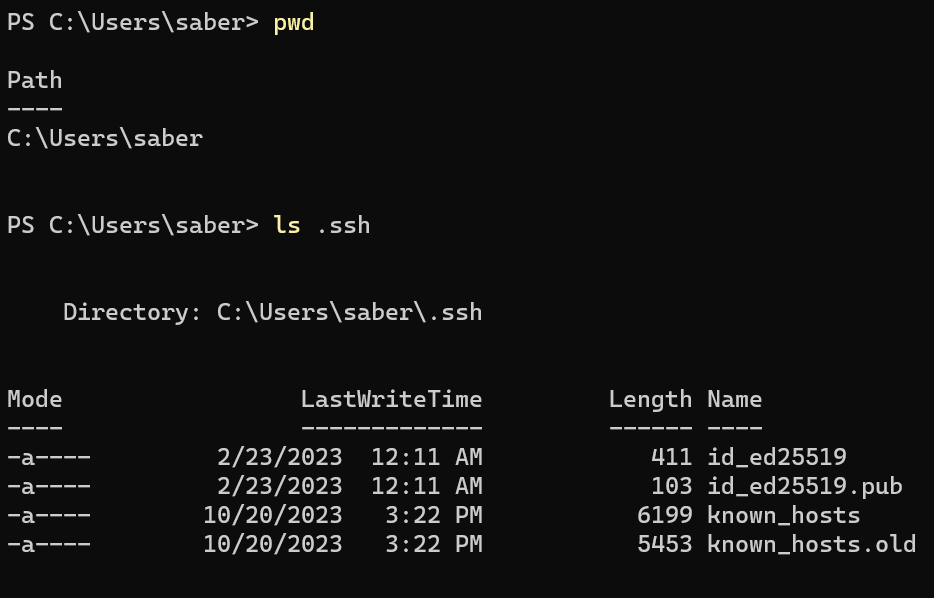 PS C:\Users\saber> pwd
Path
----
C:\Users\saber
PS C:\Users\saber> ls .ssh
Directory: C:\Users\saber\.ssh
Mode LastWriteTime Length Name
---- ------------- ------ ----
-a---- 2/23/2023 12:11 AM 411 id_ed25519
-a---- 2/23/2023 12:11 AM 103 id_ed25519.pub
-a---- 10/20/2023 3:22 PM 6199 known_hosts
-a---- 10/20/2023 3:22 PM 5453 known_hosts.old